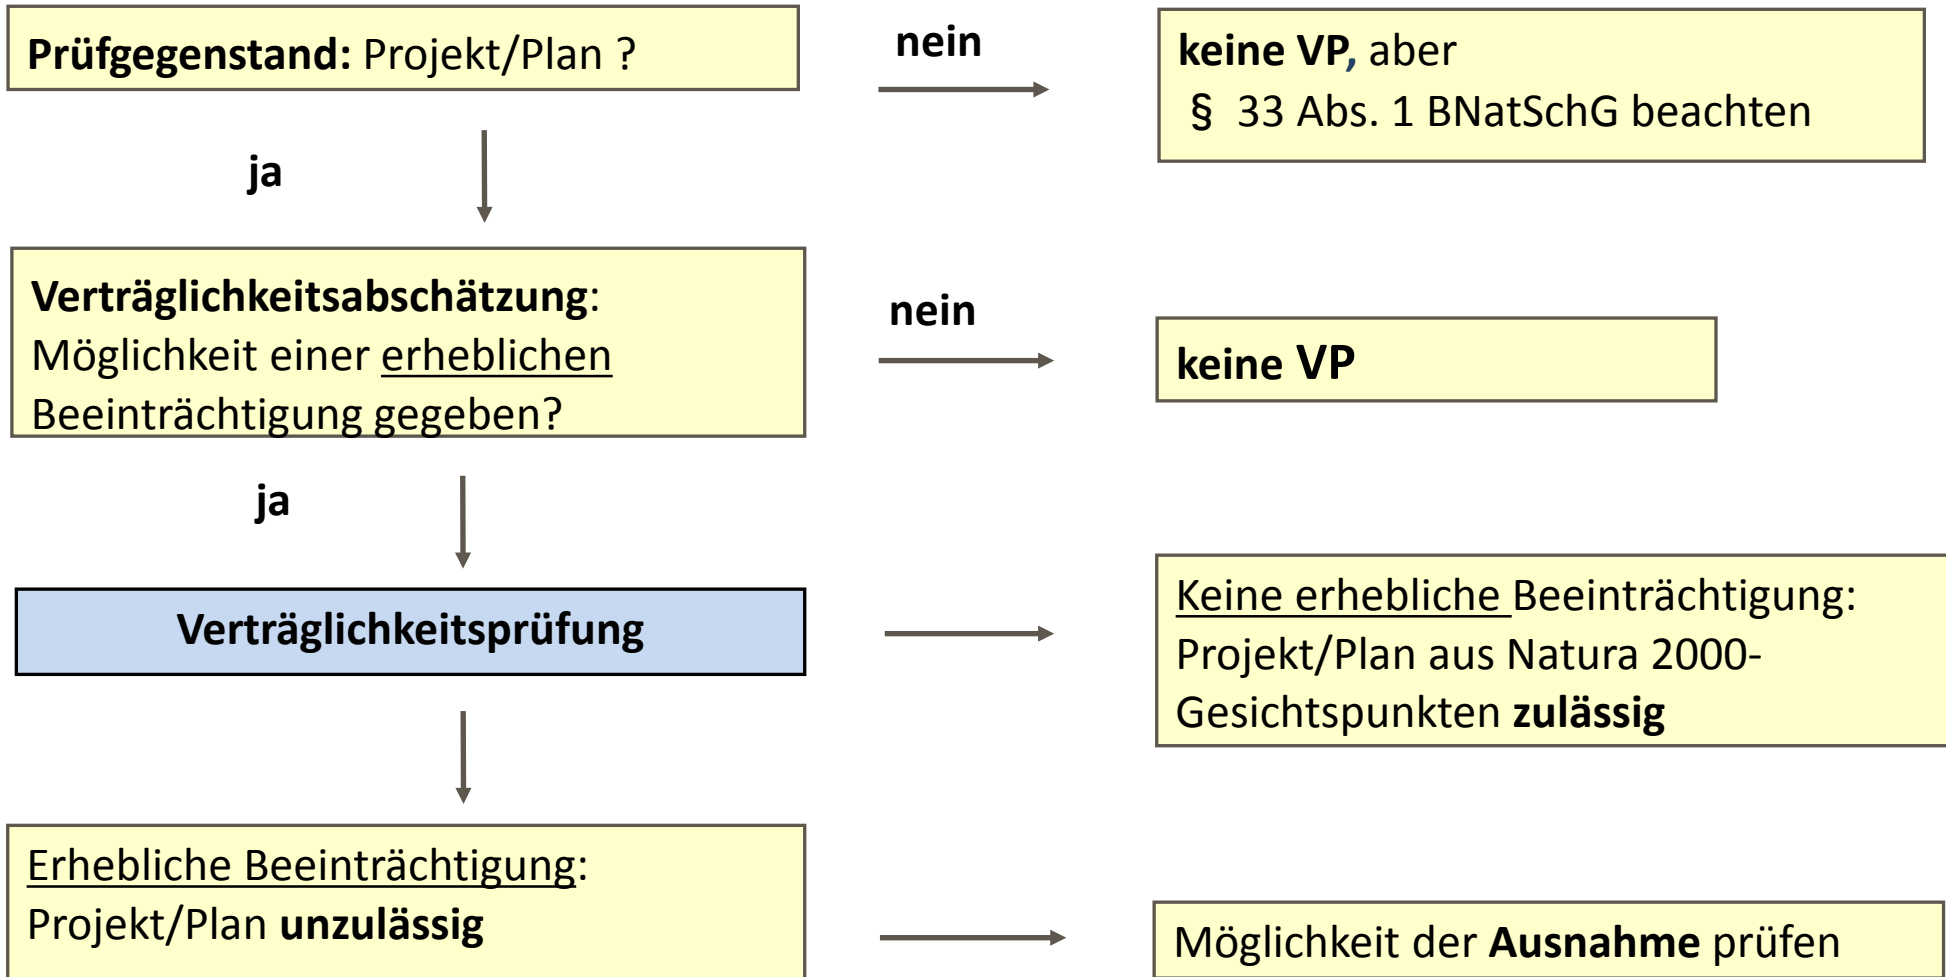 Prüfgegenstand: Projekt/Plan ?
nein
keine VP, aber
§ 33 Abs. 1 BNatSchG beachten
ja
Verträglichkeitsabschätzung:
Möglichkeit einer erheblichen
Beeinträchtigung gegeben?
nein
keine VP
ja
Verträglichkeitsprüfung
Keine erhebliche Beeinträchtigung:
Projekt/Plan aus Natura 2000-
Gesichtspunkten zulässig
Erhebliche Beeinträchtigung:
Projekt/Plan unzulässig
Möglichkeit der Ausnahme prüfen